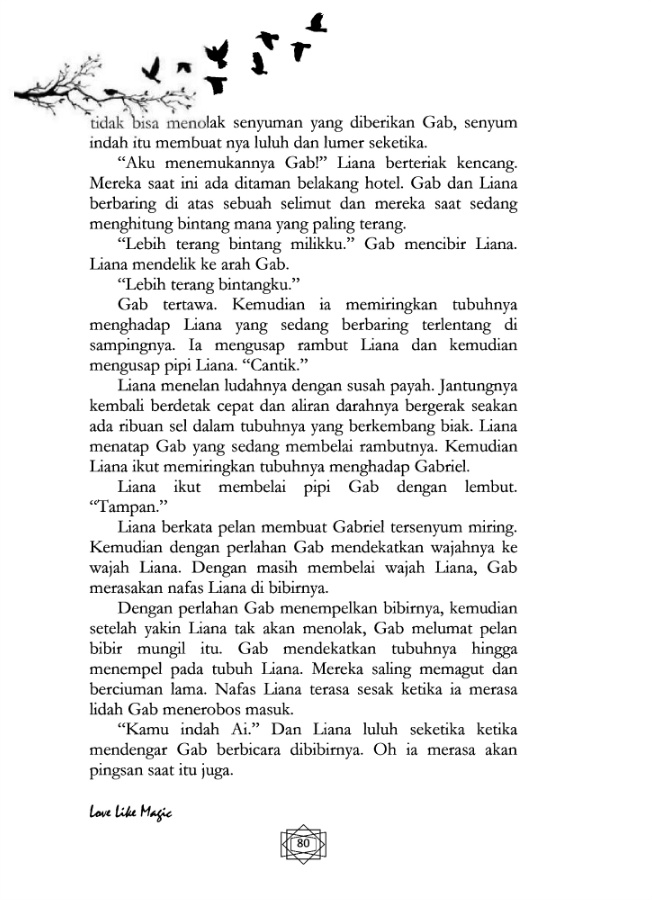 tidak bisa menolak senyuman yang diberikan Gab, senyum
indah itu membuat nya luluh dan lumer seketika.
“Aku menemukannya Gab!” Liana berteriak kencang.
Mereka saat ini ada ditaman belakang hotel. Gab dan Liana
berbaring di atas sebuah selimut dan mereka saat sedang
menghitung bintang mana yang paling terang.
“Lebih terang bintang milikku.” Gab mencibir Liana.
Liana mendelik ke arah Gab.
“Lebih terang bintangku.”
Gab tertawa. Kemudian ia memiringkan tubuhnya
menghadap Liana yang sedang berbaring terlentang di
sampingnya. Ia mengusap rambut Liana dan kemudian
mengusap pipi Liana. “Cantik.”
Liana menelan ludahnya dengan susah payah. Jantungnya
kembali berdetak cepat dan aliran darahnya bergerak seakan
ada ribuan sel dalam tubuhnya yang berkembang biak. Liana
menatap Gab yang sedang membelai rambutnya. Kemudian
Liana ikut memiringkan tubuhnya menghadap Gabriel.
Liana ikut membelai pipi Gab dengan lembut.
“Tampan.”
Liana berkata pelan membuat Gabriel tersenyum miring.
Kemudian dengan perlahan Gab mendekatkan wajahnya ke
wajah Liana. Dengan masih membelai wajah Liana, Gab
merasakan nafas Liana di bibirnya.
Dengan perlahan Gab menempelkan bibirnya, kemudian
setelah yakin Liana tak akan menolak, Gab melumat pelan
bibir mungil itu. Gab mendekatkan tubuhnya hingga
menempel pada tubuh Liana. Mereka saling memagut dan
berciuman lama. Nafas Liana terasa sesak ketika ia merasa
lidah Gab menerobos masuk.
“Kamu indah Ai.” Dan Liana luluh seketika ketika
mendengar Gab berbicara dibibirnya. Oh ia merasa akan
pingsan saat itu juga.
Love Like Magic
80